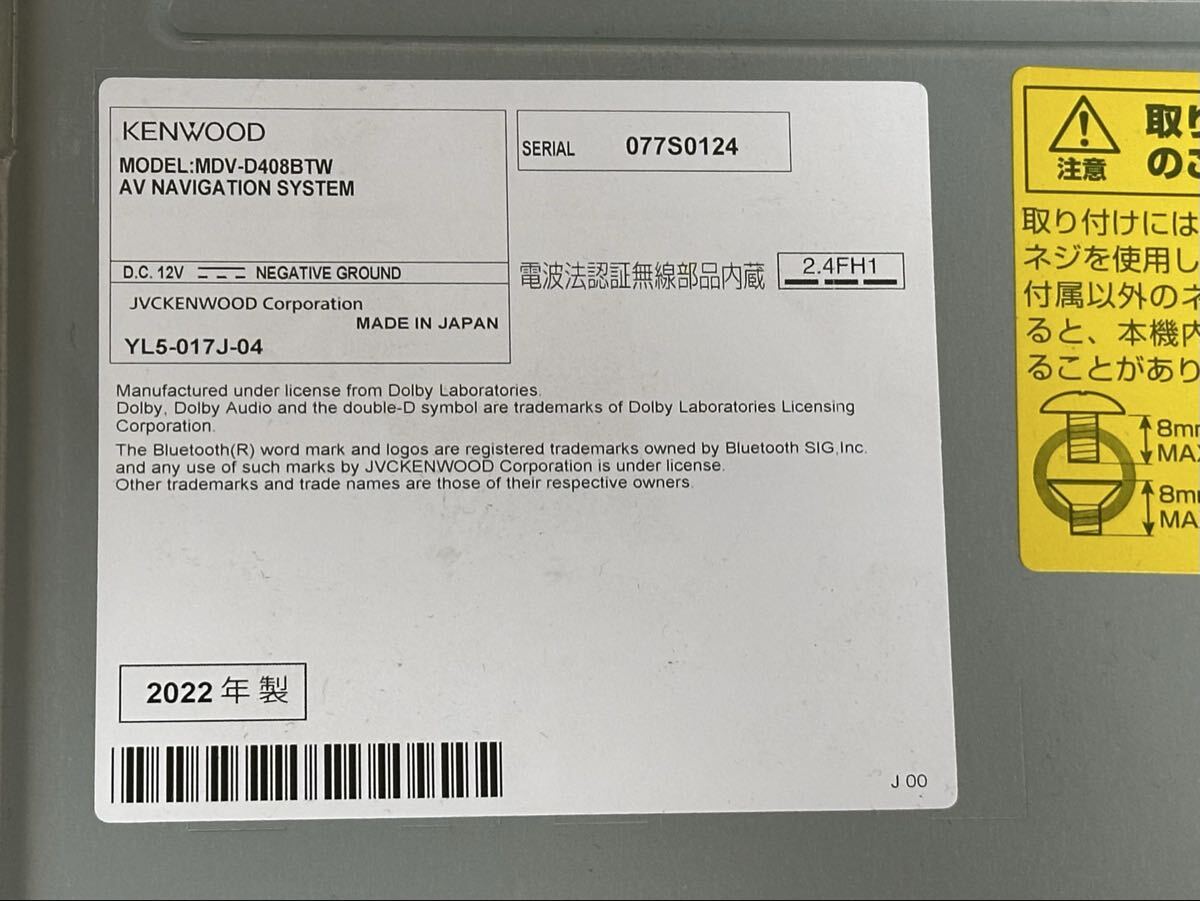 KENWOOD
MODEL:MDV-D408BTW
AV NAVIGATION SYSTEM
D.C. 12V NEGATIVE GROUND
JVCKENWOOD Corporation
MADE IN JAPAN
YL5-017J-04
SERIAL 077S0124
電波法認証無線部品内蔵 2.4FH1
Manufactured under license from Dolby Laboratories.
Dolby, Dolby Audio and the double-D symbol are trademarks of Dolby Laboratories Licensing
Corporation.
The Bluetooth(R) word mark and logos are registered trademarks owned by Bluetooth SIG,Inc.
and any use of such marks by JVCKENWOOD Corporation is under license.
Other trademarks and trade names are those of their respective owners.
2022 年 製
J 00
注意
取り
のご
取り付けには
ネジを使用し
付属以外のネ
ると、本機内
ることがあり
8mm
MAX
8mm
MAX